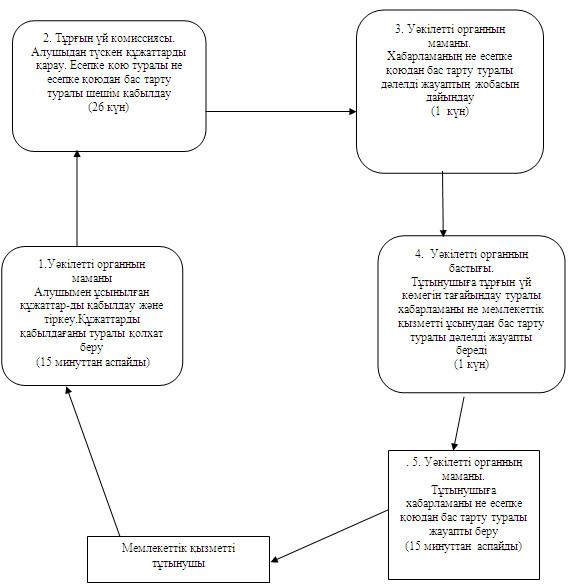 2. Тұрғын үй комиссиясы.
Алушыдан түскен құжаттарды
қарау. Есепке қою туралы не
есепке қоюдан бас тарту
туралы шешім қабылдау
(26 күн)
3. Уәкілетті органның
маманы.
Хабарламаның не есепке
қоюдан бас тарту туралы
дәлелді жауаптың жобасын
дайындау
(1 күн)
1.Уәкілетті органның
маманы
Алушымен ұсынылған
құжаттар-ды қабылдау және
тіркеу.Құжаттарды
қабылдағаны туралы қолхат
беру
(15 минуттан аспайды)
4. Уәкілетті органның
бастығы.
Тұтынушыға тұрғын үй
көмегін тағайындау туралы
хабарламаны не мемлекеттік
қызметті ұсынудан бас тарту
туралы дәлелді жауапты
береді
(1 күн)
. 5. Уәкілетті органның
маманы.
Тұтынушыға
хабарламаны не есепке
қоюдан бас тарту туралы
жауапты беру
(15 минуттан аспайды)
Мемлекеттік қызметті
тұтынушы